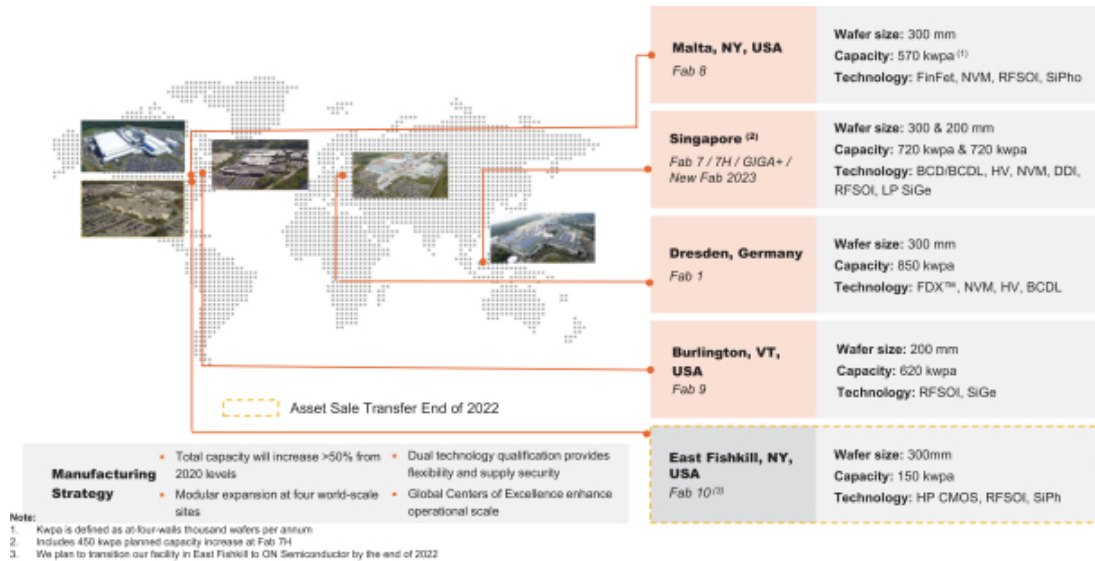 Malta, NY, USA
Fab 8
Wafer size: 300 mm
Capacity: 570 kwpa (1)
Technology: FinFet, NVM, RFSOI, SiPho
Singapore (2)
Fab 7 / 7H / GIGA+ /
New Fab 2023
Wafer size: 300 & 200 mm
Capacity: 720 kwpa & 720 kwpa
Technology: BCD/BCDL, HV, NVM, DDI,
RFSOI, LP SiGe
Dresden, Germany
Fab 1
Wafer size: 300 mm
Capacity: 850 kwpa
Technology: FDX™, NVM, HV, BCDL
Burlington, VT,
USA
Fab 9
Wafer size: 200 mm
Capacity: 620 kwpa
Technology: RFSOI, SiGe
Asset Sale Transfer End of 2022
East Fishkill, NY,
USA
Fab 10 (3)
Wafer size: 300mm
Capacity: 150 kwpa
Technology: HP CMOS, RFSOI, SiPh
Manufacturing
Strategy
• Total capacity will increase >50% from
2020 levels
• Modular expansion at four world-scale
sites
• Dual technology qualification provides
flexibility and supply security
• Global Centers of Excellence enhance
operational scale
Note:
1. Kwpa is defined as at-four-walls thousand wafers per annum
2. Includes 450 kwpa planned capacity increase at Fab 7H
3. We plan to transition our facility in East Fishkill to ON Semiconductor by the end of 2022